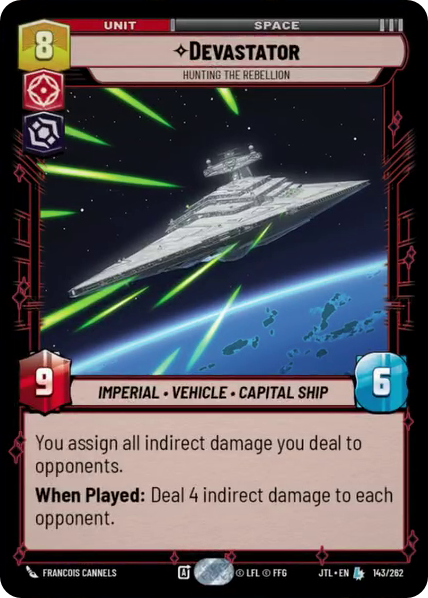 UNIT SPACE
8 ✧DEVASTATOR
HUNTING THE REBELLION
9 IMPERIAL • VEHICLE • CAPITAL SHIP 6
You assign all indirect damage you deal to
opponents.
When Played: Deal 4 indirect damage to each
opponent.
FRANCOIS CANNELS © LFL © FFG JTL • EN 143/262